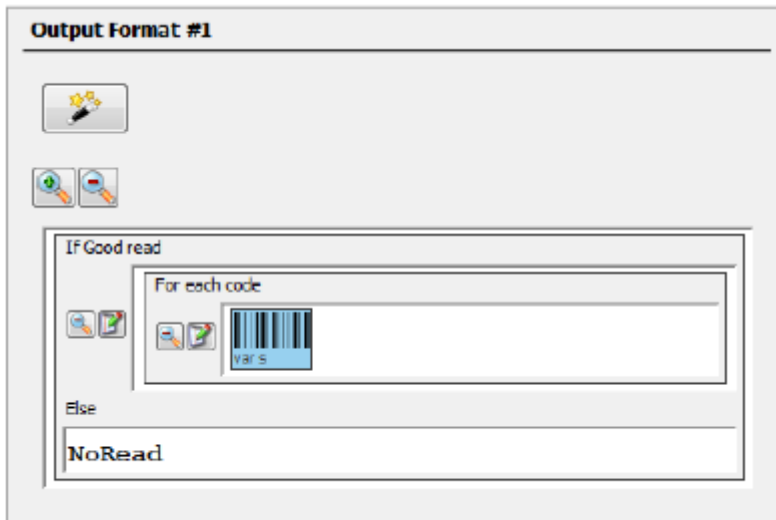 Output Format #1
If Good read
For each code
var s
Else
NoRead